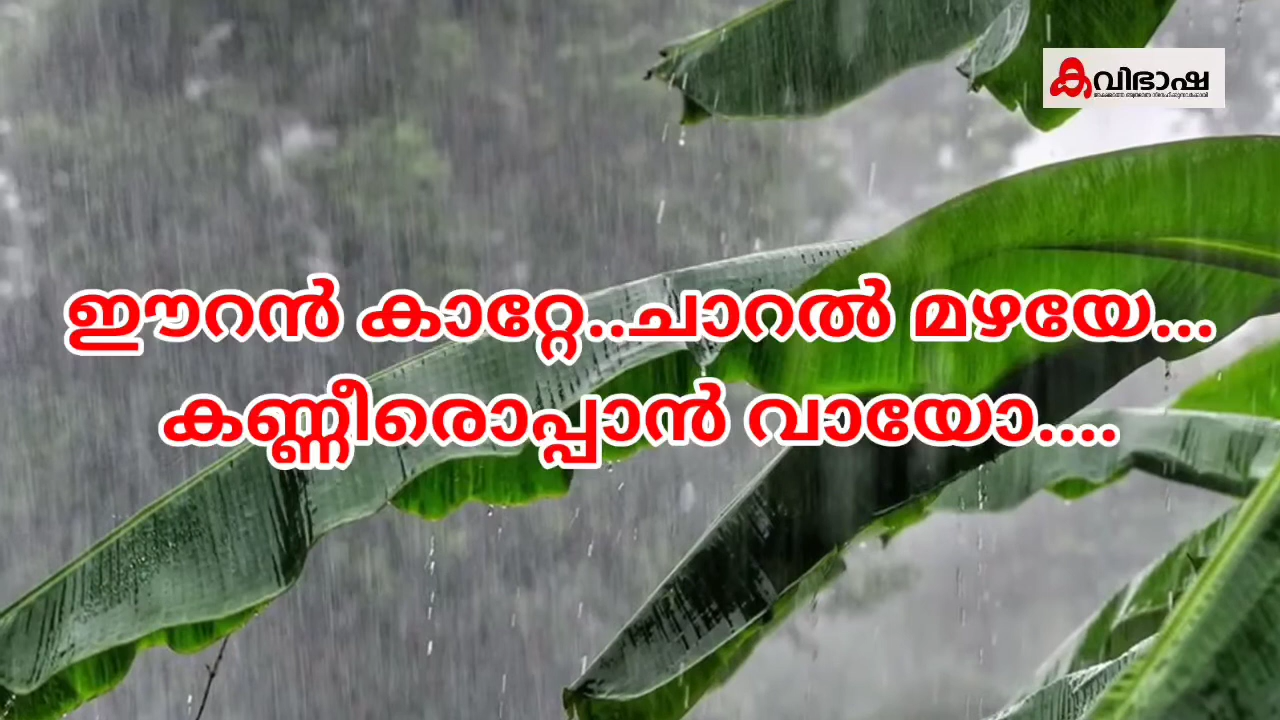 കവിഭാഷ
ഈറൻ കാറ്റേ..ചാറൽ മഴയേ...
കണ്ണീരൊപ്പാൻ വായോ....